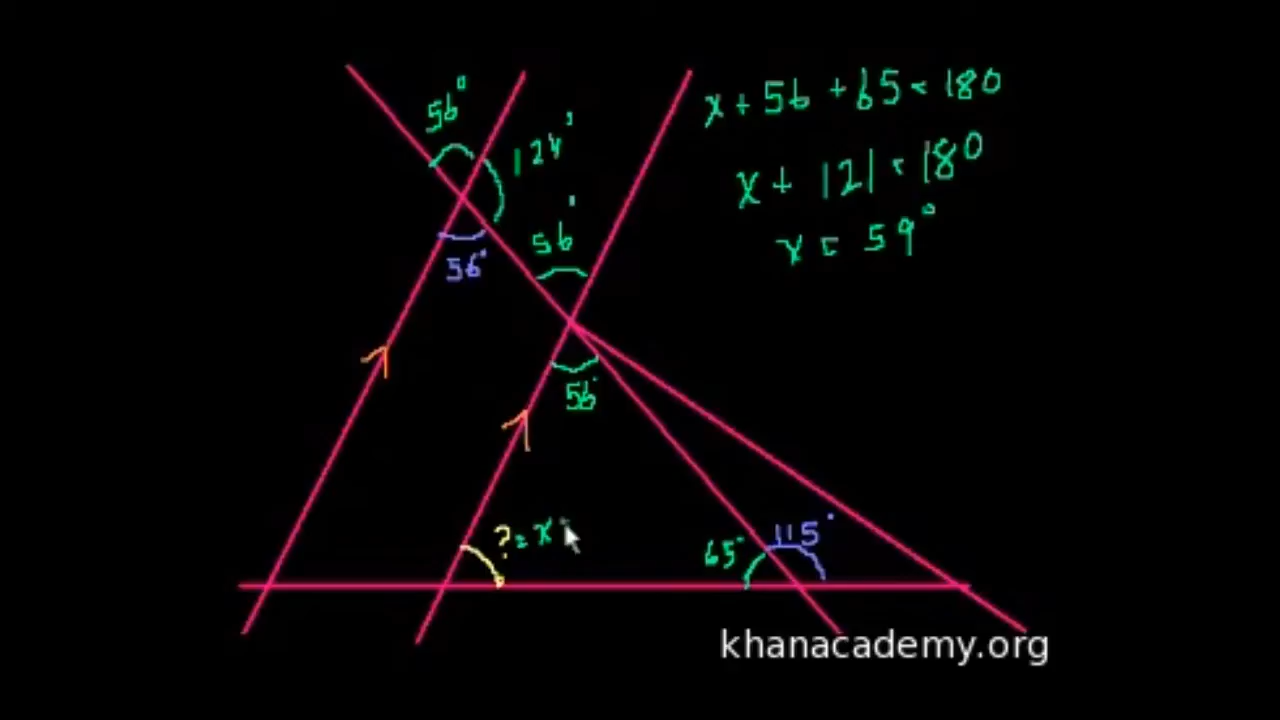 56°
124°
56°
56°
56°
? = x
65°
115°
x + 56 + 65 = 180
x + 121 = 180
x = 59°
khanacademy.org